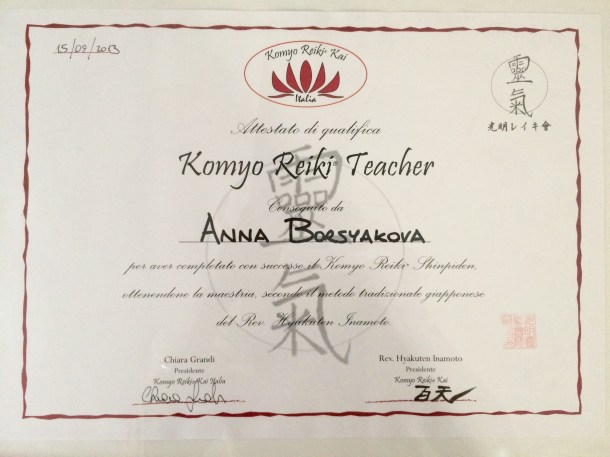 15/09/2013
Komyo Reiki® Kai
Italia
靈
氣
光明レイキ會
Attestato di qualifica
Komyo Reiki® Teacher
Conseguito da
ANNA BORSYAKOVA
per aver completato con successo il Komyo Reiki® Shinpiden,
ottenendone la maestria, secondo il metodo tradizionale giapponese
del Rev. Hyakuten Inamoto
靈
氣
Chiara Grandi
Presidente
Komyo Reiki® Kai Italia
Rev. Hyakuten Inamoto
Presidente
Komyo Reiki® Kai
百天